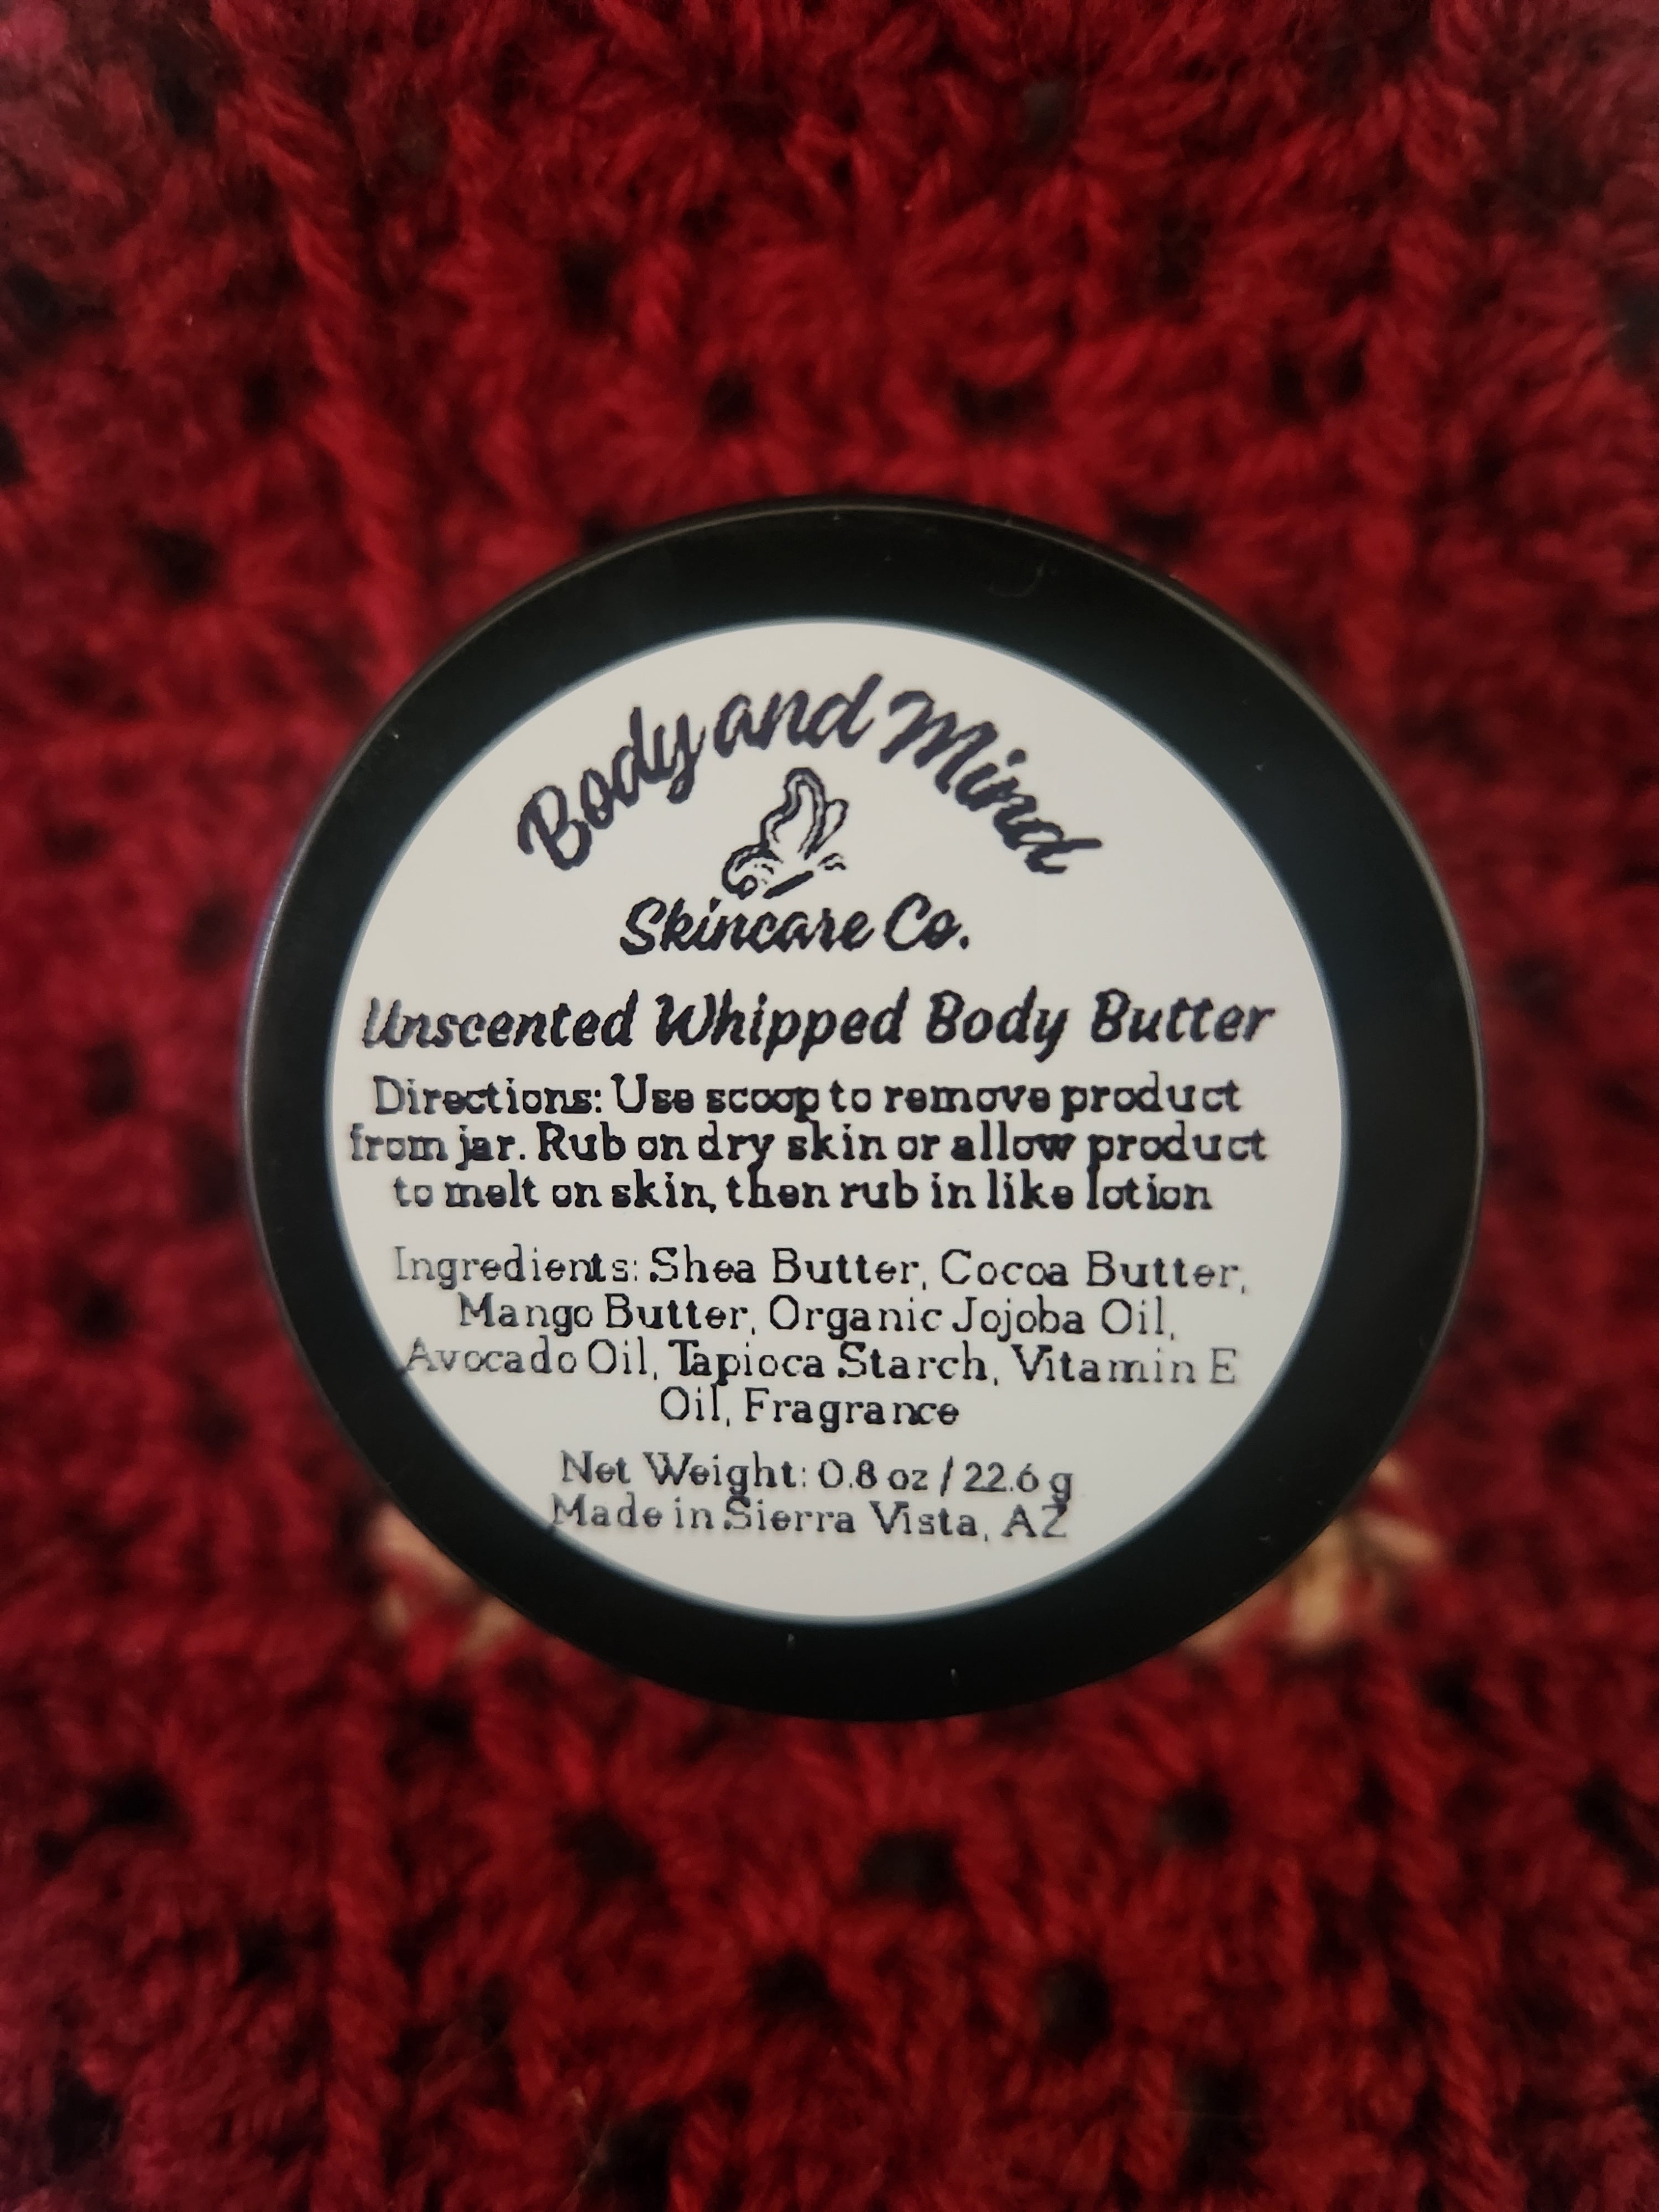 Body and Mind
Skincare Co.
Unscented Whipped Body Butter
Directions: Use scoop to remove product
from jar. Rub on dry skin or allow product
to melt on skin, then rub in like lotion
Ingredients: Shea Butter, Cocoa Butter,
Mango Butter, Organic Jojoba Oil,
Avocado Oil, Tapioca Starch, Vitamin E
Oil, Fragrance
Net Weight: 0.8 oz / 22.6 g
Made in Sierra Vista, AZ